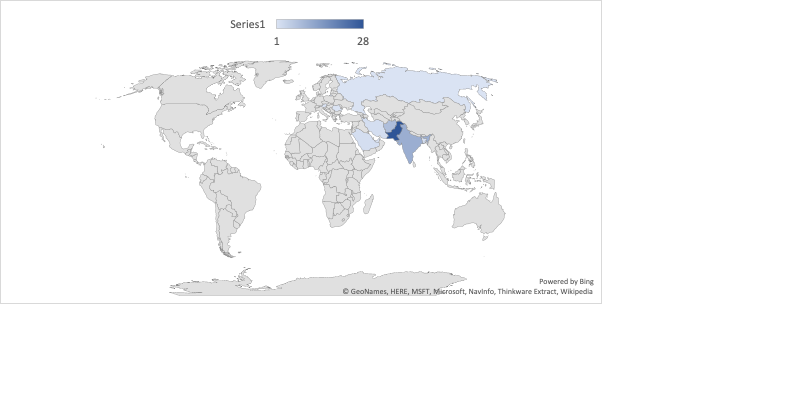 Series1
1 28
Powered by Bing
© GeoNames, HERE, MSFT, Microsoft, NavInfo, Thinkware Extract, Wikipedia